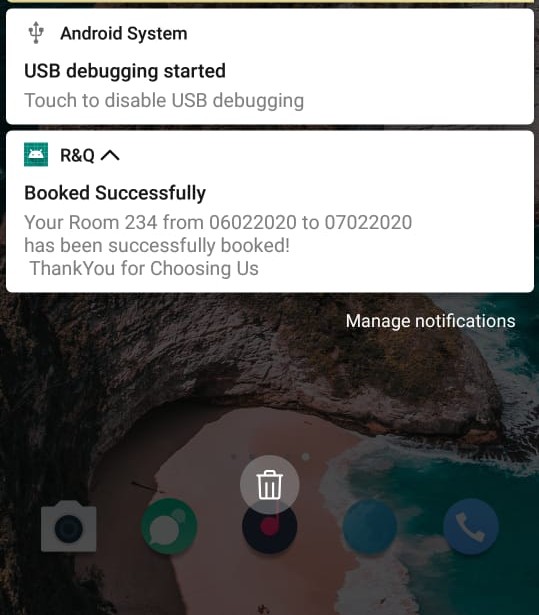 Android System
USB debugging started
Touch to disable USB debugging
R&Q
Booked Successfully
Your Room 234 from 06022020 to 07022020
has been successfully booked!
ThankYou for Choosing Us
Manage notifications